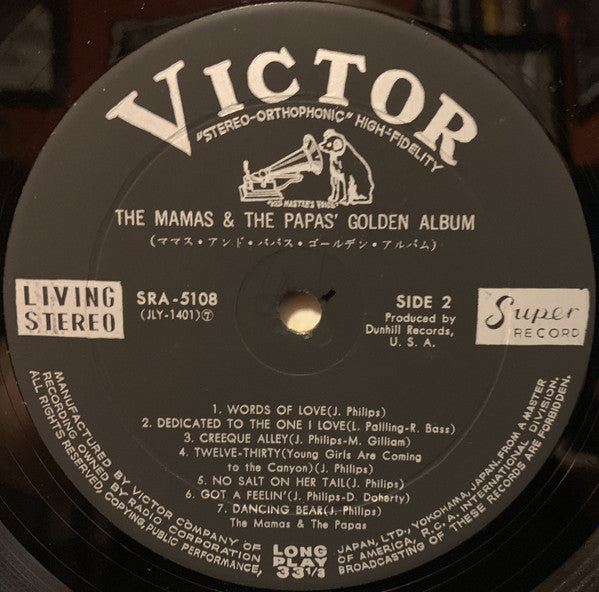 VICTOR
"STEREO-ORTHOPHONIC" HIGH-FIDELITY
"HIS MASTER'S VOICE"
THE MAMAS & THE PAPAS' GOLDEN ALBUM
(ママス・アンド・パパス・ゴールデン・アルバム)
LIVING
STEREO
SRA-5108
(JLY-1401)⑦
SIDE 2
Produced by
Dunhill Records,
U. S. A.
Super
RECORD
1. WORDS OF LOVE(J. Philips)
2. DEDICATED TO THE ONE I LOVE(L. Pailling-R. Bass)
3. CREEQUE ALLEY(J. Philips-M. Gilliam)
4. TWELVE-THIRTY(Young Girls Are Coming
to the Canyon)(J. Philips)
5. NO SALT ON HER TAIL(J. Philips)
6. GOT A FEELIN'(J. Philips-D. Doherty)
7. DANCING BEAR(J. Philips)
The Mamas & The Papas
MANUFACTURED BY VICTOR COMPANY OF JAPAN, LTD., YOKOHAMA, JAPAN. FROM A MASTER
RECORDING OWNED BY RADIO CORPORATION OF AMERICA, R.C.A. INTERNATIONAL DIVISION.
ALL RIGHTS RESERVED, COPYING, PUBLIC PERFORMANCE, BROADCASTING OF THESE RECORDS ARE FORBIDDEN.
LONG
PLAY
33 1/3